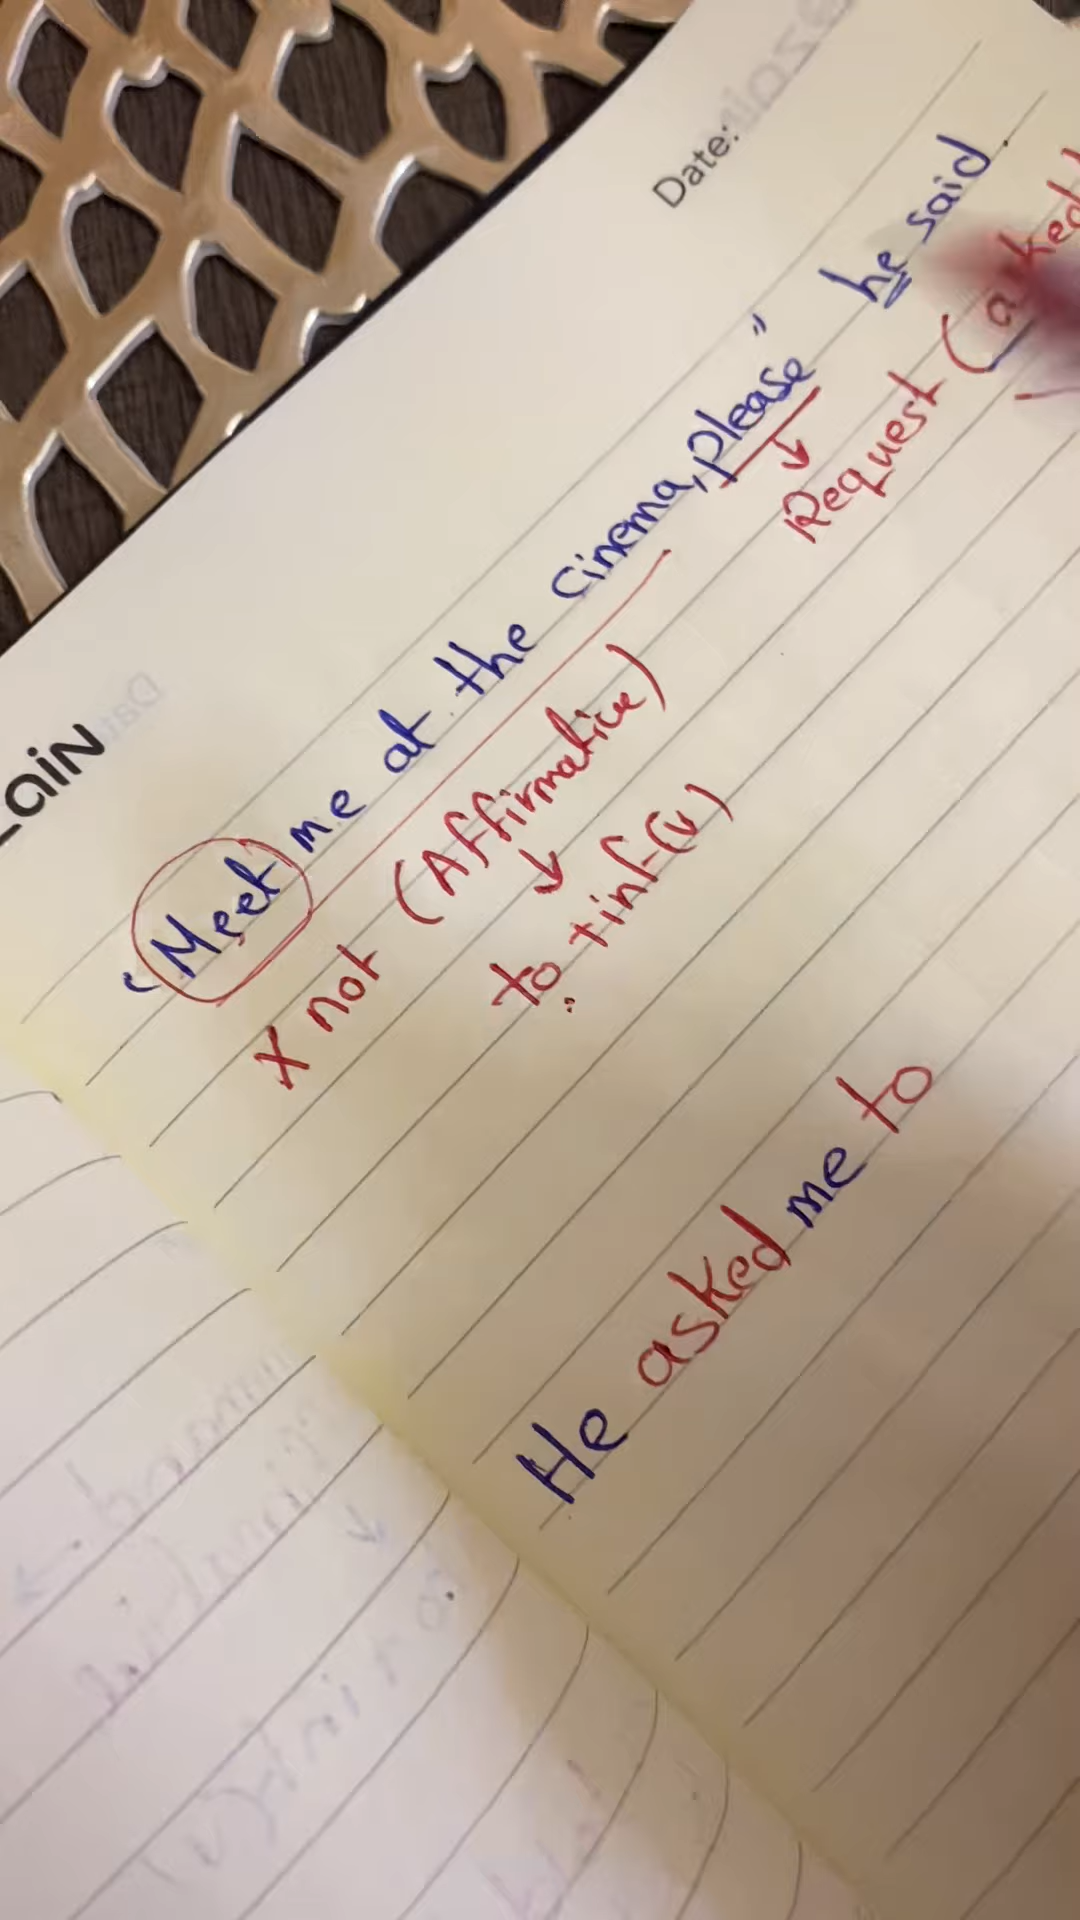 Date:
"Meet me at the cinema, please" he said.
Request (asked)
x not (Affirmative)
↓
to + inf (v)
He asked me to